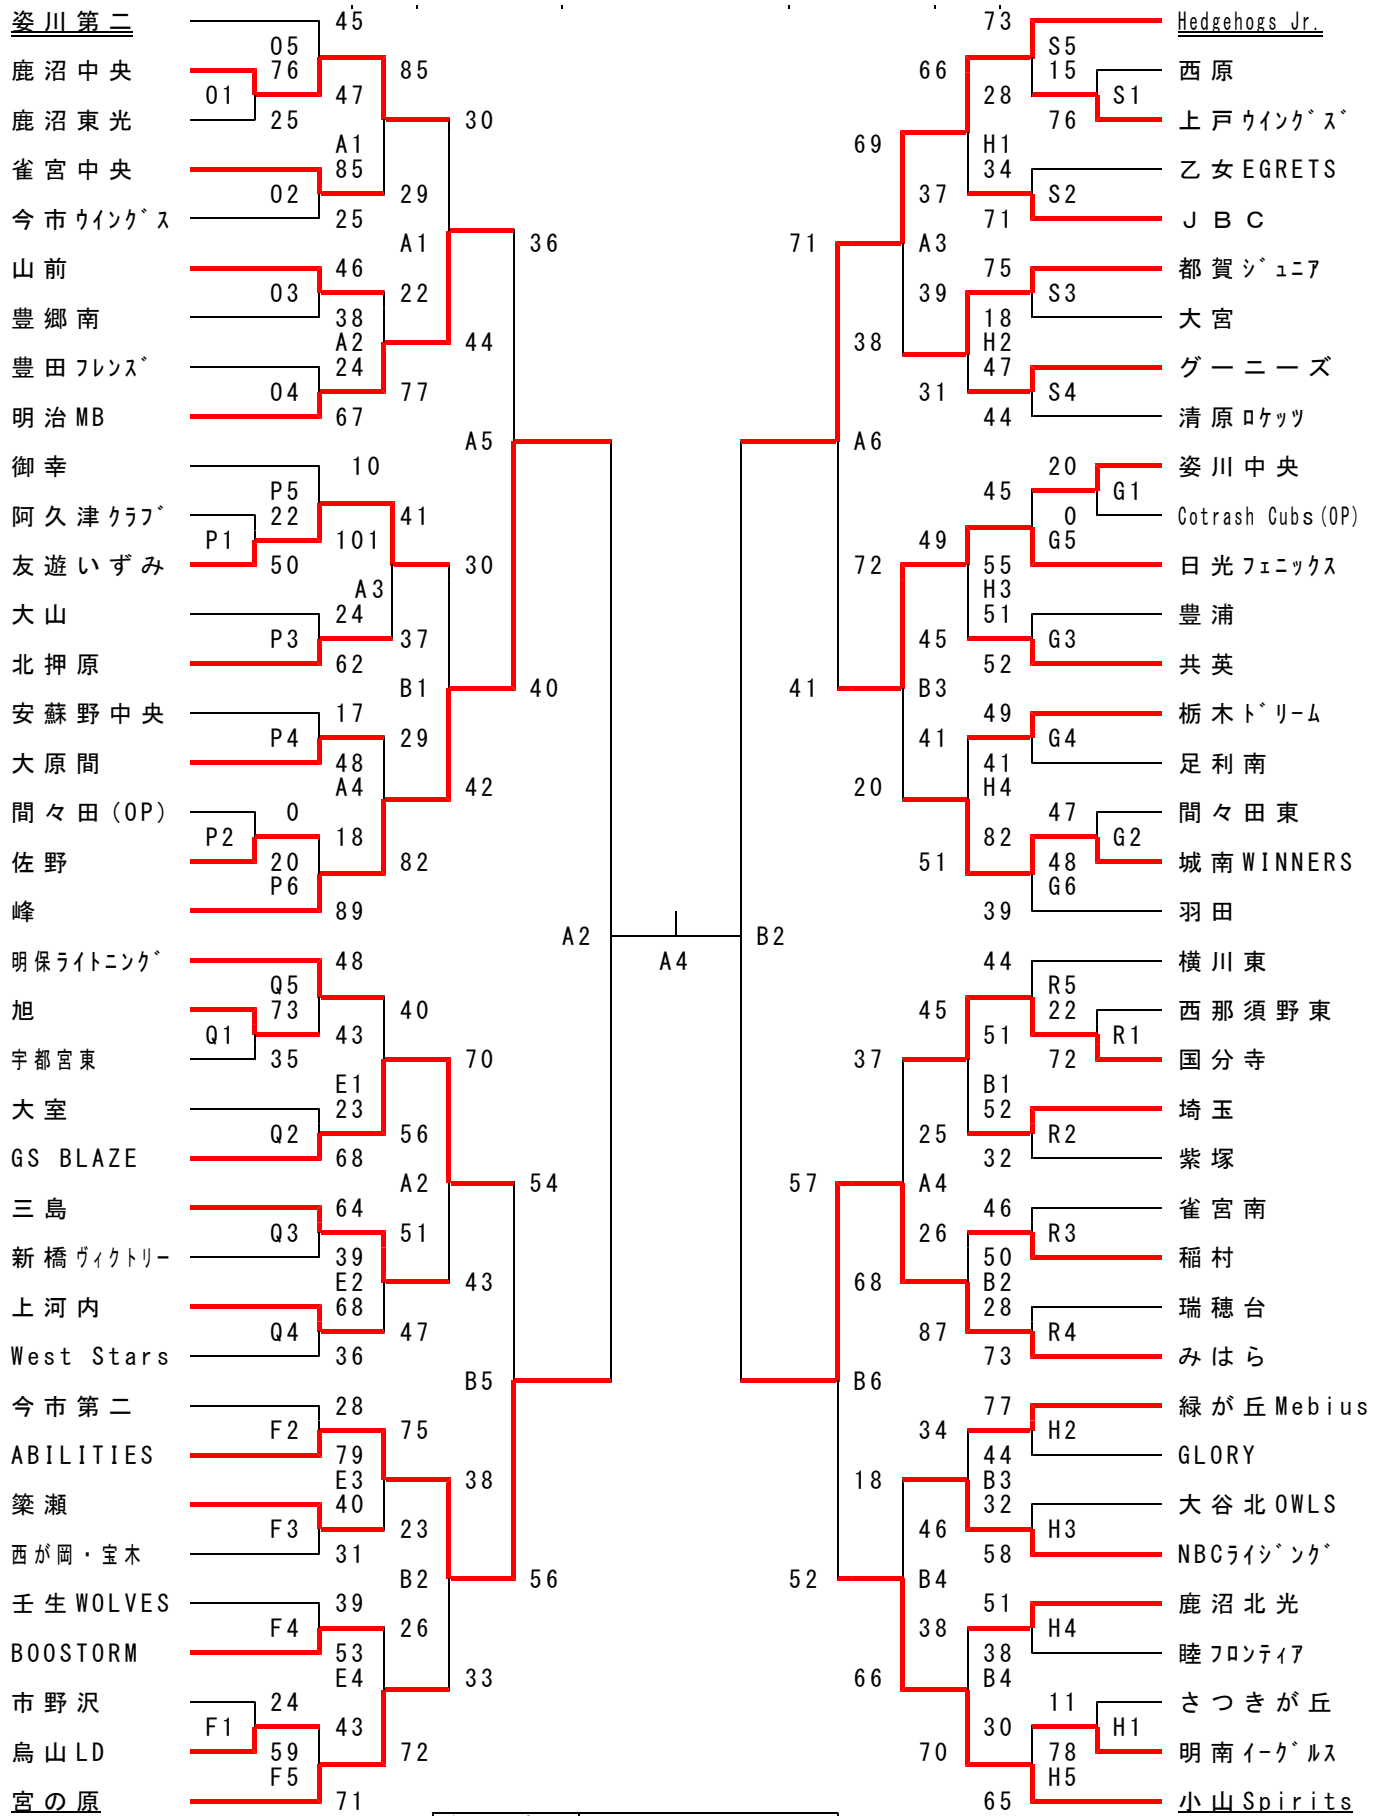 姿川第二 45 73 Hedgehogs Jr.
O5 S5
鹿沼中央 76 85 66 15 西原
O1 47 28 S1
鹿沼東光 25 30 76 上戸ウイングズ
A1 69 H1
雀宮中央 85 34 乙女EGRETS
O2 29 37 S2
今市ウイングス 25 71 ＪＢＣ
A1 36 71 A3
山前 46 75 都賀ジュニア
O3 22 39 S3
豊郷南 38 18 大宮
A2 44 38 H2
豊田フレンズ 24 47 グーニーズ
O4 77 31 S4
明治MB 67 44 清原ロケッツ
A5 A6
御幸 10 20 姿川中央
P5 45 G1
阿久津クラブ 22 41 0 Cotrash Cubs(OP)
P1 101 49 G5
友遊いずみ 50 30 72 55 日光フェニックス
A3 H3
大山 24 51 豊浦
P3 37 45 G3
北押原 62 52 共英
B1 40 41 B3
安蘇野中央 17 49 栃木ドリーム
P4 29 41 G4
大原間 48 41 足利南
A4 42 20 H4
間々田(OP) 0 47 間々田東
P2 18 82 G2
佐野 20 82 51 48 城南WINNERS
P6 G6
峰 89 39 羽田
A2 B2
明保ライトニング 48 A4 44 横川東
Q5 R5
旭 73 40 45 22 西那須野東
Q1 43 51 R1
宇都宮東 35 70 37 72 国分寺
E1 B1
大室 23 52 埼玉
Q2 56 25 R2
GS BLAZE 68 32 紫塚
A2 54 57 A4
三島 64 46 雀宮南
Q3 51 26 R3
新橋ヴィクトリー 39 50 稲村
E2 43 68 B2
上河内 68 28 瑞穂台
Q4 47 87 R4
West Stars 36 73 みはら
B5 B6
今市第二 28 77 緑が丘Mebius
F2 75 34 H2
ABILITIES 79 44 GLORY
E3 38 18 B3
簗瀬 40 32 大谷北OWLS
F3 23 46 H3
西が岡・宝木 31 58 NBCライジング
B2 56 52 B4
壬生WOLVES 39 51 鹿沼北光
F4 26 38 H4
BOOSTORM 53 38 睦フロンティア
E4 33 66 B4
市野沢 24 11 さつきが丘
F1 43 30 H1
烏山LD 59 72 70 78 明南イーグルス
F5 H5
宮の原 71 65 小山Spirits